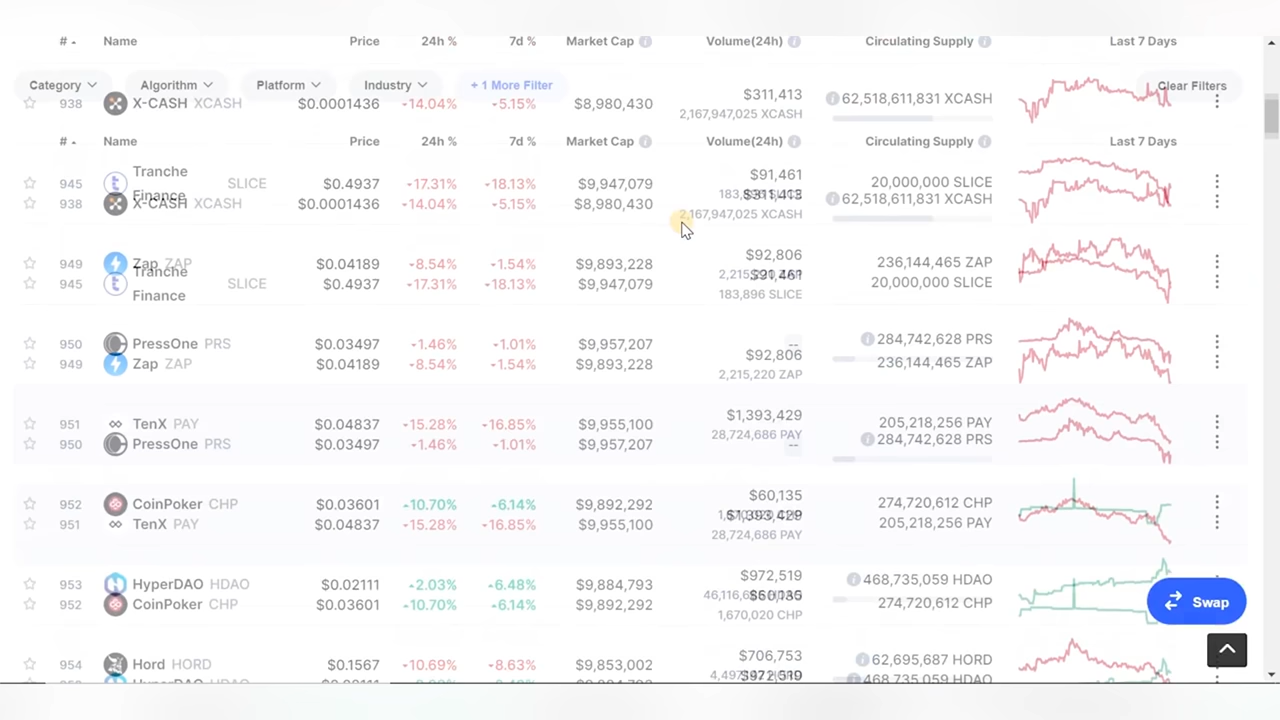 # Name Price 24h % 7d % Market Cap Volume(24h) Circulating Supply Last 7 Days
Category Algorithm Platform Industry + 1 More Filter Clear Filters
938 X-CASH XCASH $0.0001436 14.04% 5.15% $8,980,430 $311,413 62,518,611,831 XCASH
2,167,947,025 XCASH
# Name Price 24h % 7d % Market Cap Volume(24h) Circulating Supply Last 7 Days
945 Tranche Finance SLICE $0.4937 17.31% 18.13% $9,947,079 $91,461 20,000,000 SLICE
938 X-CASH XCASH $0.0001436 14.04% 5.15% $8,980,430 $311,413 62,518,611,831 XCASH
2,167,947,025 XCASH
949 Zap ZAP $0.04189 8.54% 1.54% $9,893,228 $92,806 236,144,465 ZAP
945 Tranche Finance SLICE $0.4937 17.31% 18.13% $9,947,079 $91,461 20,000,000 SLICE
183,896 SLICE
950 PressOne PRS $0.03497 1.46% 1.01% $9,957,207 -- 284,742,628 PRS
949 Zap ZAP $0.04189 8.54% 1.54% $9,893,228 $92,806 236,144,465 ZAP
2,215,220 ZAP
951 TenX PAY $0.04837 15.28% 16.85% $9,955,100 $1,393,429 205,218,256 PAY
28,724,686 PAY
950 PressOne PRS $0.03497 1.46% 1.01% $9,957,207 -- 284,742,628 PRS
952 CoinPoker CHP $0.03601 10.70% 6.14% $9,892,292 $60,135 274,720,612 CHP
951 TenX PAY $0.04837 15.28% 16.85% $9,955,100 $1,393,429 205,218,256 PAY
28,724,686 PAY
953 HyperDAO HDAO $0.02111 2.03% 6.48% $9,884,793 $972,519 468,735,059 HDAO
952 CoinPoker CHP $0.03601 10.70% 6.14% $9,892,292 $60,135 274,720,612 CHP
1,670,020 CHP
Swap
954 Hord HORD $0.1567 10.69% 8.63% $9,853,002 $706,753 62,695,687 HORD
$972,519 468,735,059 HDAO